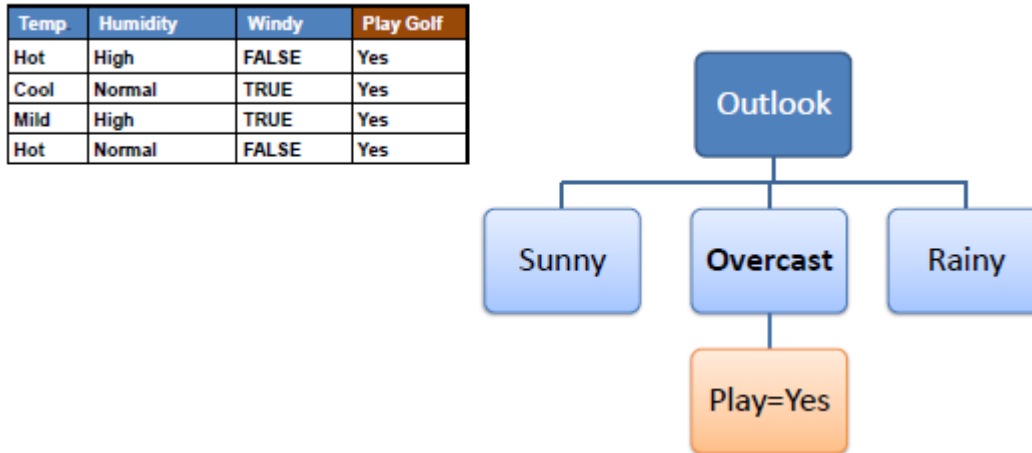 Temp. Humidity Windy Play Golf
Hot High FALSE Yes
Cool Normal TRUE Yes
Mild High TRUE Yes
Hot Normal FALSE Yes
Outlook
Sunny Overcast Rainy
Play=Yes